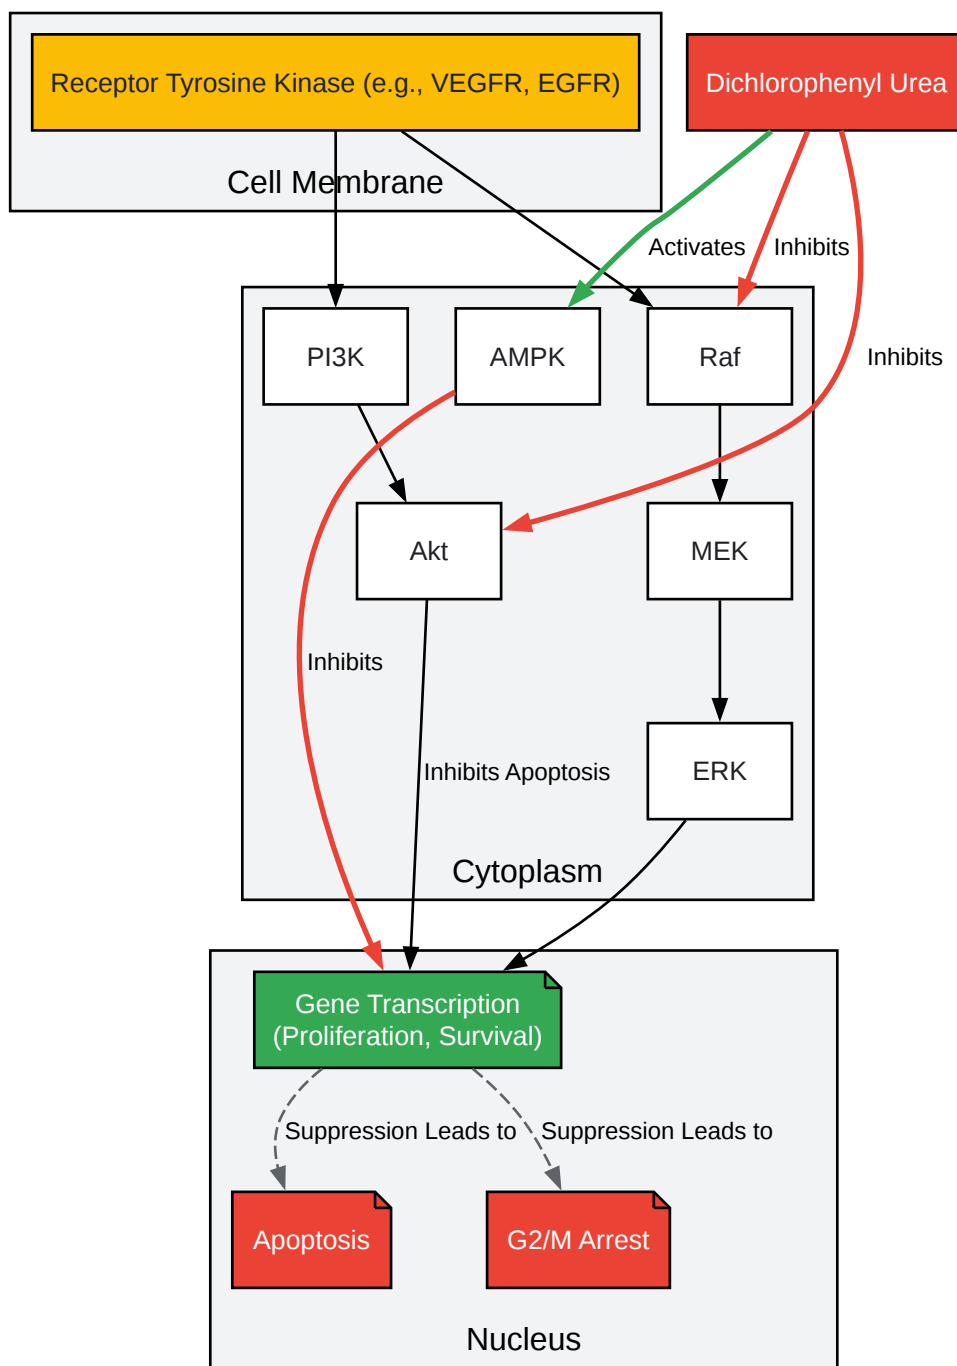 Receptor Tyrosine Kinase (e.g., VEGFR, EGFR)
Dichlorophenyl Urea
Cell Membrane
Activates
Inhibits
PI3K
AMPK
Raf
Inhibits
Akt
MEK
Inhibits
Inhibits Apoptosis
ERK
Cytoplasm
Gene Transcription
(Proliferation, Survival)
Suppression Leads to
Suppression Leads to
Apoptosis
G2/M Arrest
Nucleus